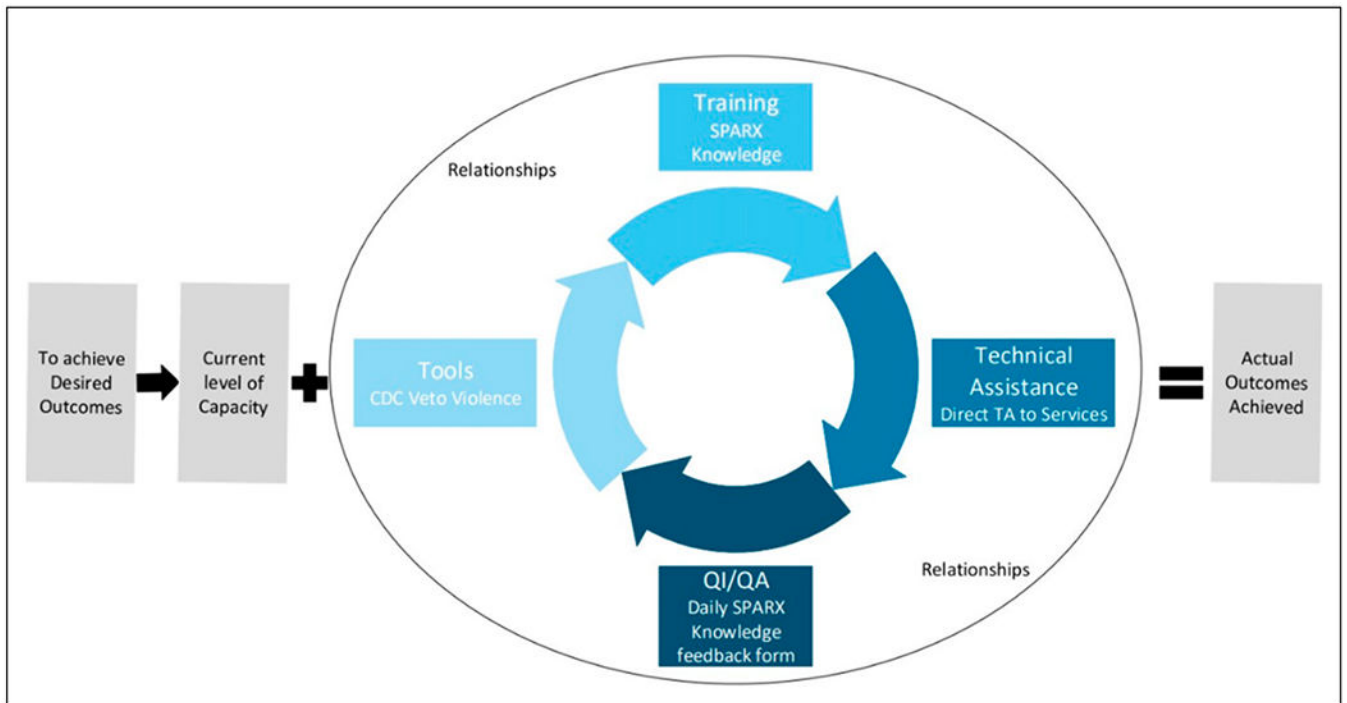 Training
SPARX
Knowledge
Relationships
To achieve
Desired
Outcomes
Current
level of
Capacity
Tools
CDC Veto Violence
Technical
Assistance
Direct TA to Services
Actual
Outcomes
Achieved
Relationships
QI/QA
Daily SPARX
Knowledge
feedback form